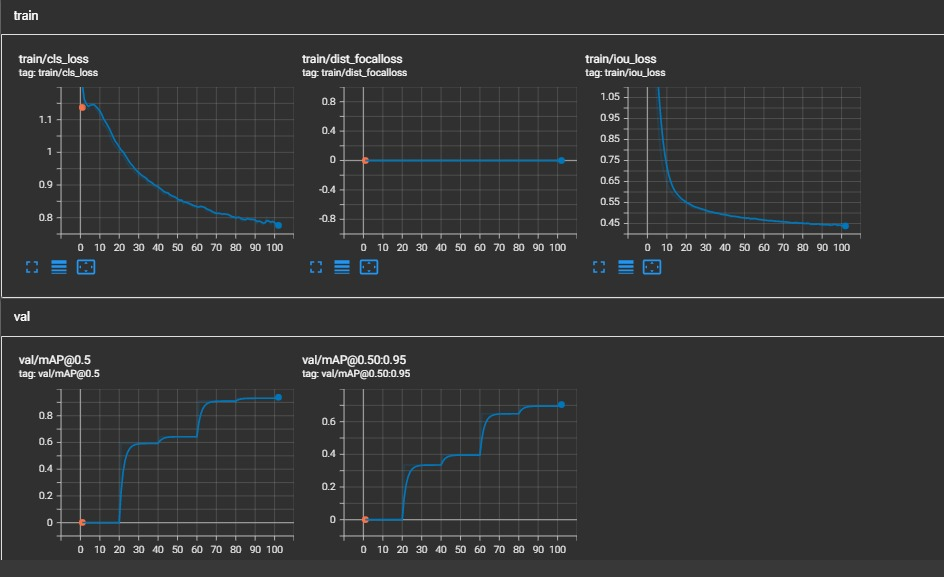 train
train/cls_loss
tag: train/cls_loss
1.1
1
0.9
0.8
0 10 20 30 40 50 60 70 80 90 100
train/dist_focalloss
tag: train/dist_focalloss
0.8
0.4
0
-0.4
-0.8
0 10 20 30 40 50 60 70 80 90 100
train/iou_loss
tag: train/iou_loss
1.05
0.95
0.85
0.75
0.65
0.55
0.45
0 10 20 30 40 50 60 70 80 90 100
val
val/mAP@0.5
tag: val/mAP@0.5
0.8
0.6
0.4
0.2
0
0 10 20 30 40 50 60 70 80 90 100
val/mAP@0.50:0.95
tag: val/mAP@0.50:0.95
0.6
0.4
0.2
0
0 10 20 30 40 50 60 70 80 90 100